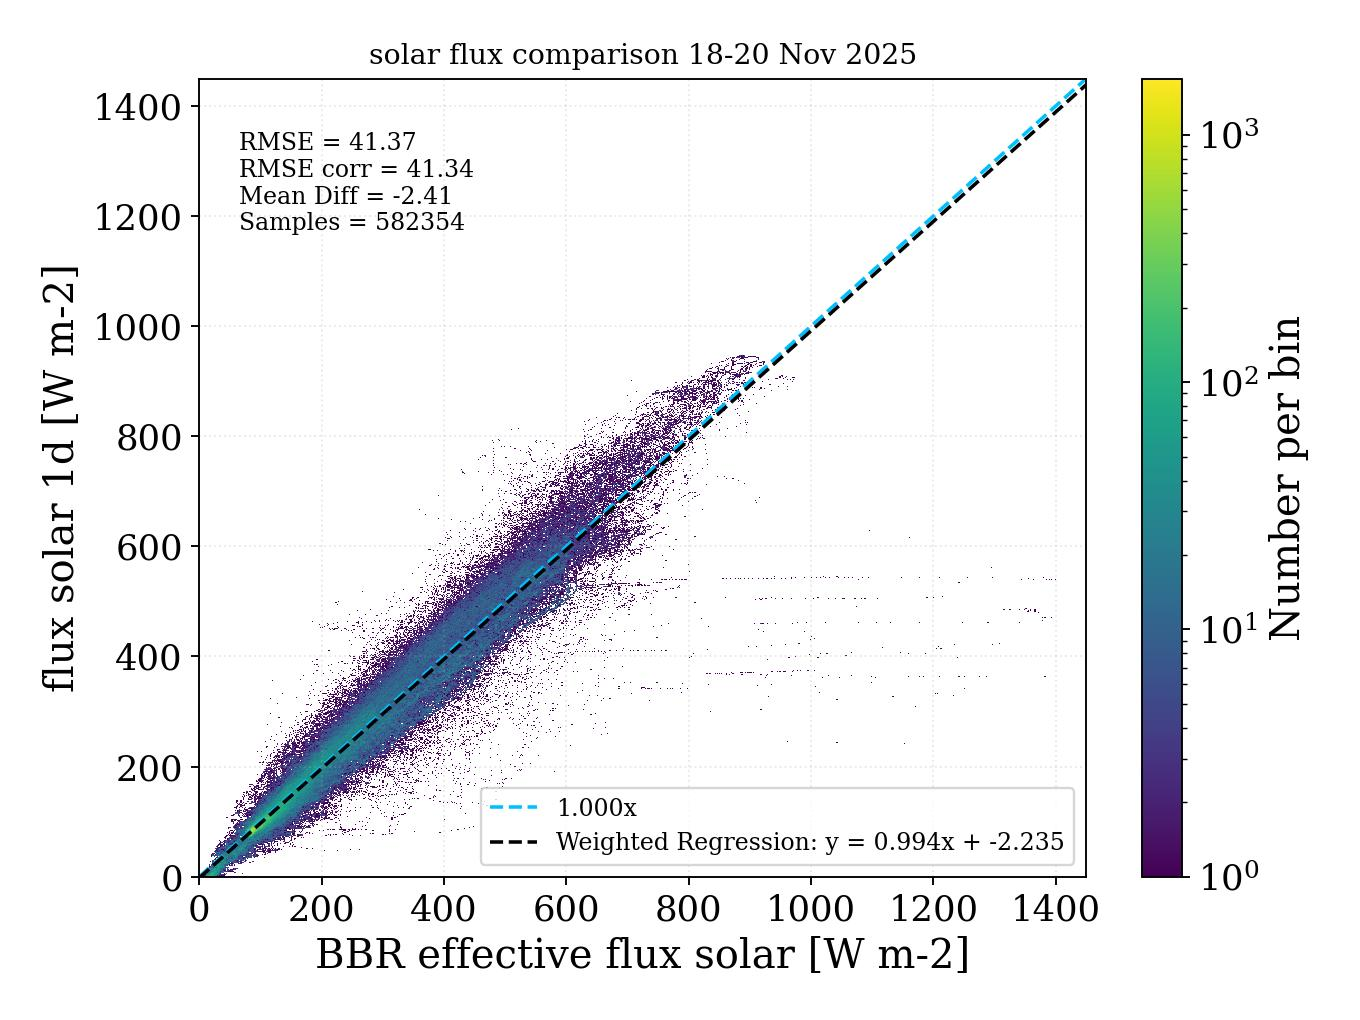 solar flux comparison 18-20 Nov 2025
RMSE = 41.37
RMSE corr = 41.34
Mean Diff = -2.41
Samples = 582354
flux solar 1d [W m-2]
1400
1200
1000
800
600
400
200
0
0 200 400 600 800 1000 1200 1400
BBR effective flux solar [W m-2]
1.000x
Weighted Regression: y = 0.994x + -2.235
10³
10²
10¹
10⁰
Number per bin